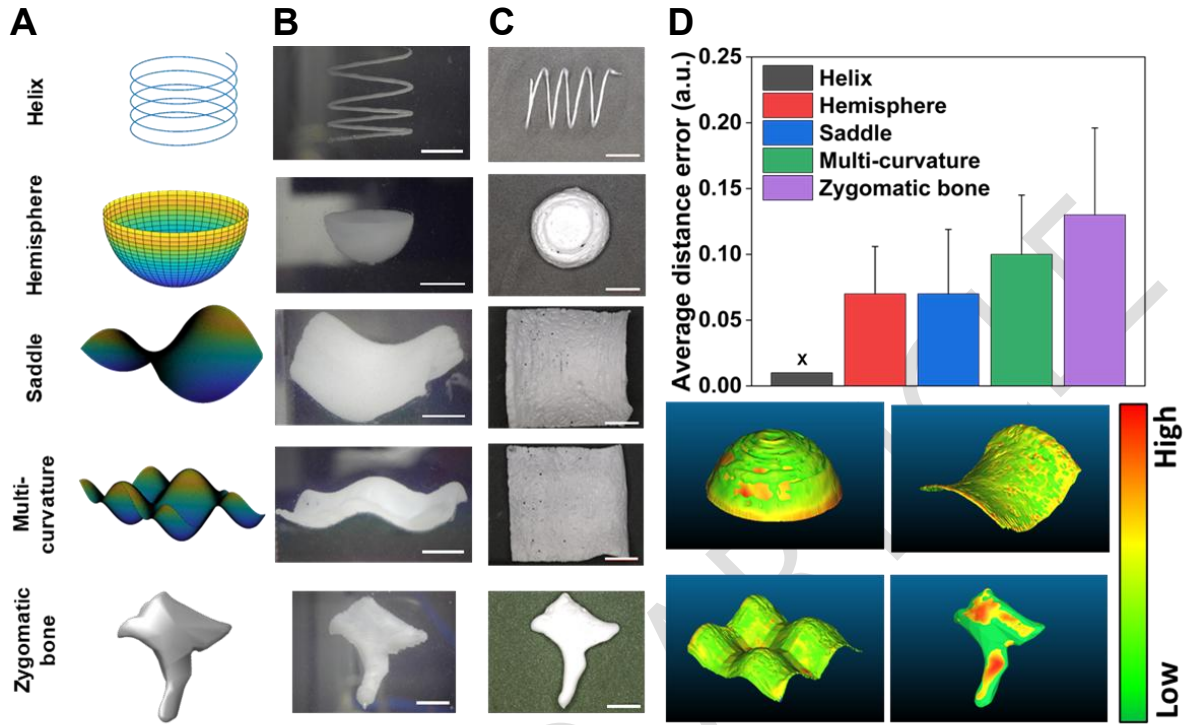 A
B
C
D
Helix
Hemisphere
Saddle
Multi-
curvature
Zygomatic
bone
Average distance error (a.u.)
0.25
0.20
0.15
0.10
0.05
0.00
Helix
Hemisphere
Saddle
Multi-curvature
Zygomatic bone
x
High
Low